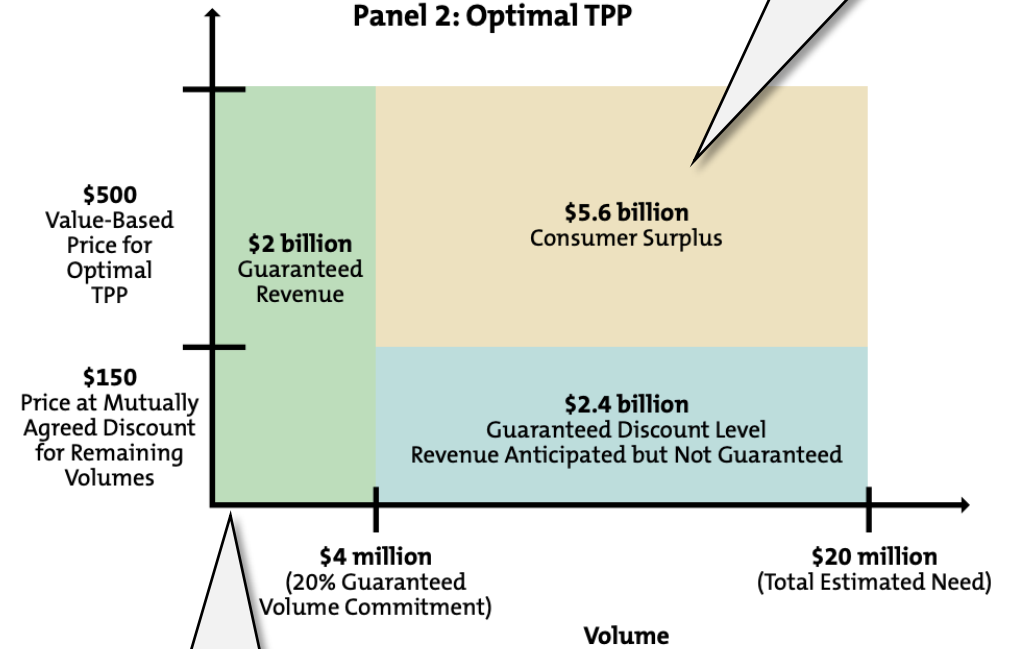 Panel 2: Optimal TPP
$500
Value-Based
Price for
Optimal
TPP
$2 billion
Guaranteed
Revenue
$5.6 billion
Consumer Surplus
$150
Price at Mutually
Agreed Discount
for Remaining
Volumes
$2.4 billion
Guaranteed Discount Level
Revenue Anticipated but Not Guaranteed
$4 million
(20% Guaranteed
Volume Commitment)
$20 million
(Total Estimated Need)
Volume